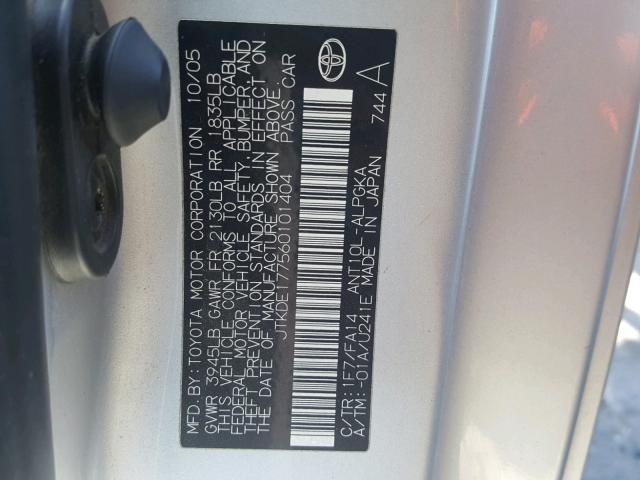 MFD.BY: TOYOTA MOTOR CORPORATION 10/05
GVWR 3945LB GAWR FR 2130LB RR 1835LB
THIS VEHICLE CONFORMS TO ALL APPLICABLE
FEDERAL MOTOR VEHICLE SAFETY, BUMPER, AND
THEFT PREVENTION STANDARDS IN EFFECT ON
THE DATE OF MANUFACTURE SHOWN ABOVE.
JTKDE177560101404 PASS CAR
C/TR: 1F7/FA14 ANT10L-ALPGKA 744 A
A/TM: -01A/U241E MADE IN JAPAN